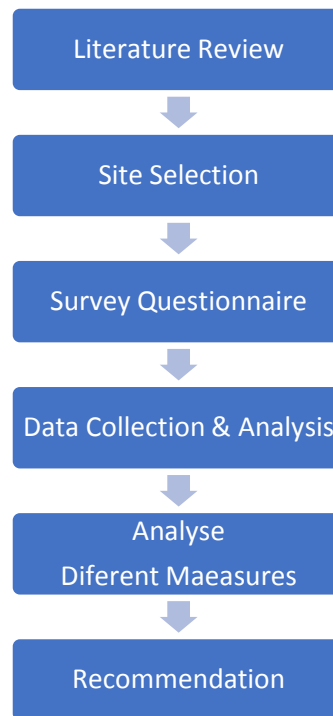 Literature Review
Site Selection
Survey Questionnaire
Data Collection & Analysis
Analyse
Diferent Maeasures
Recommendation